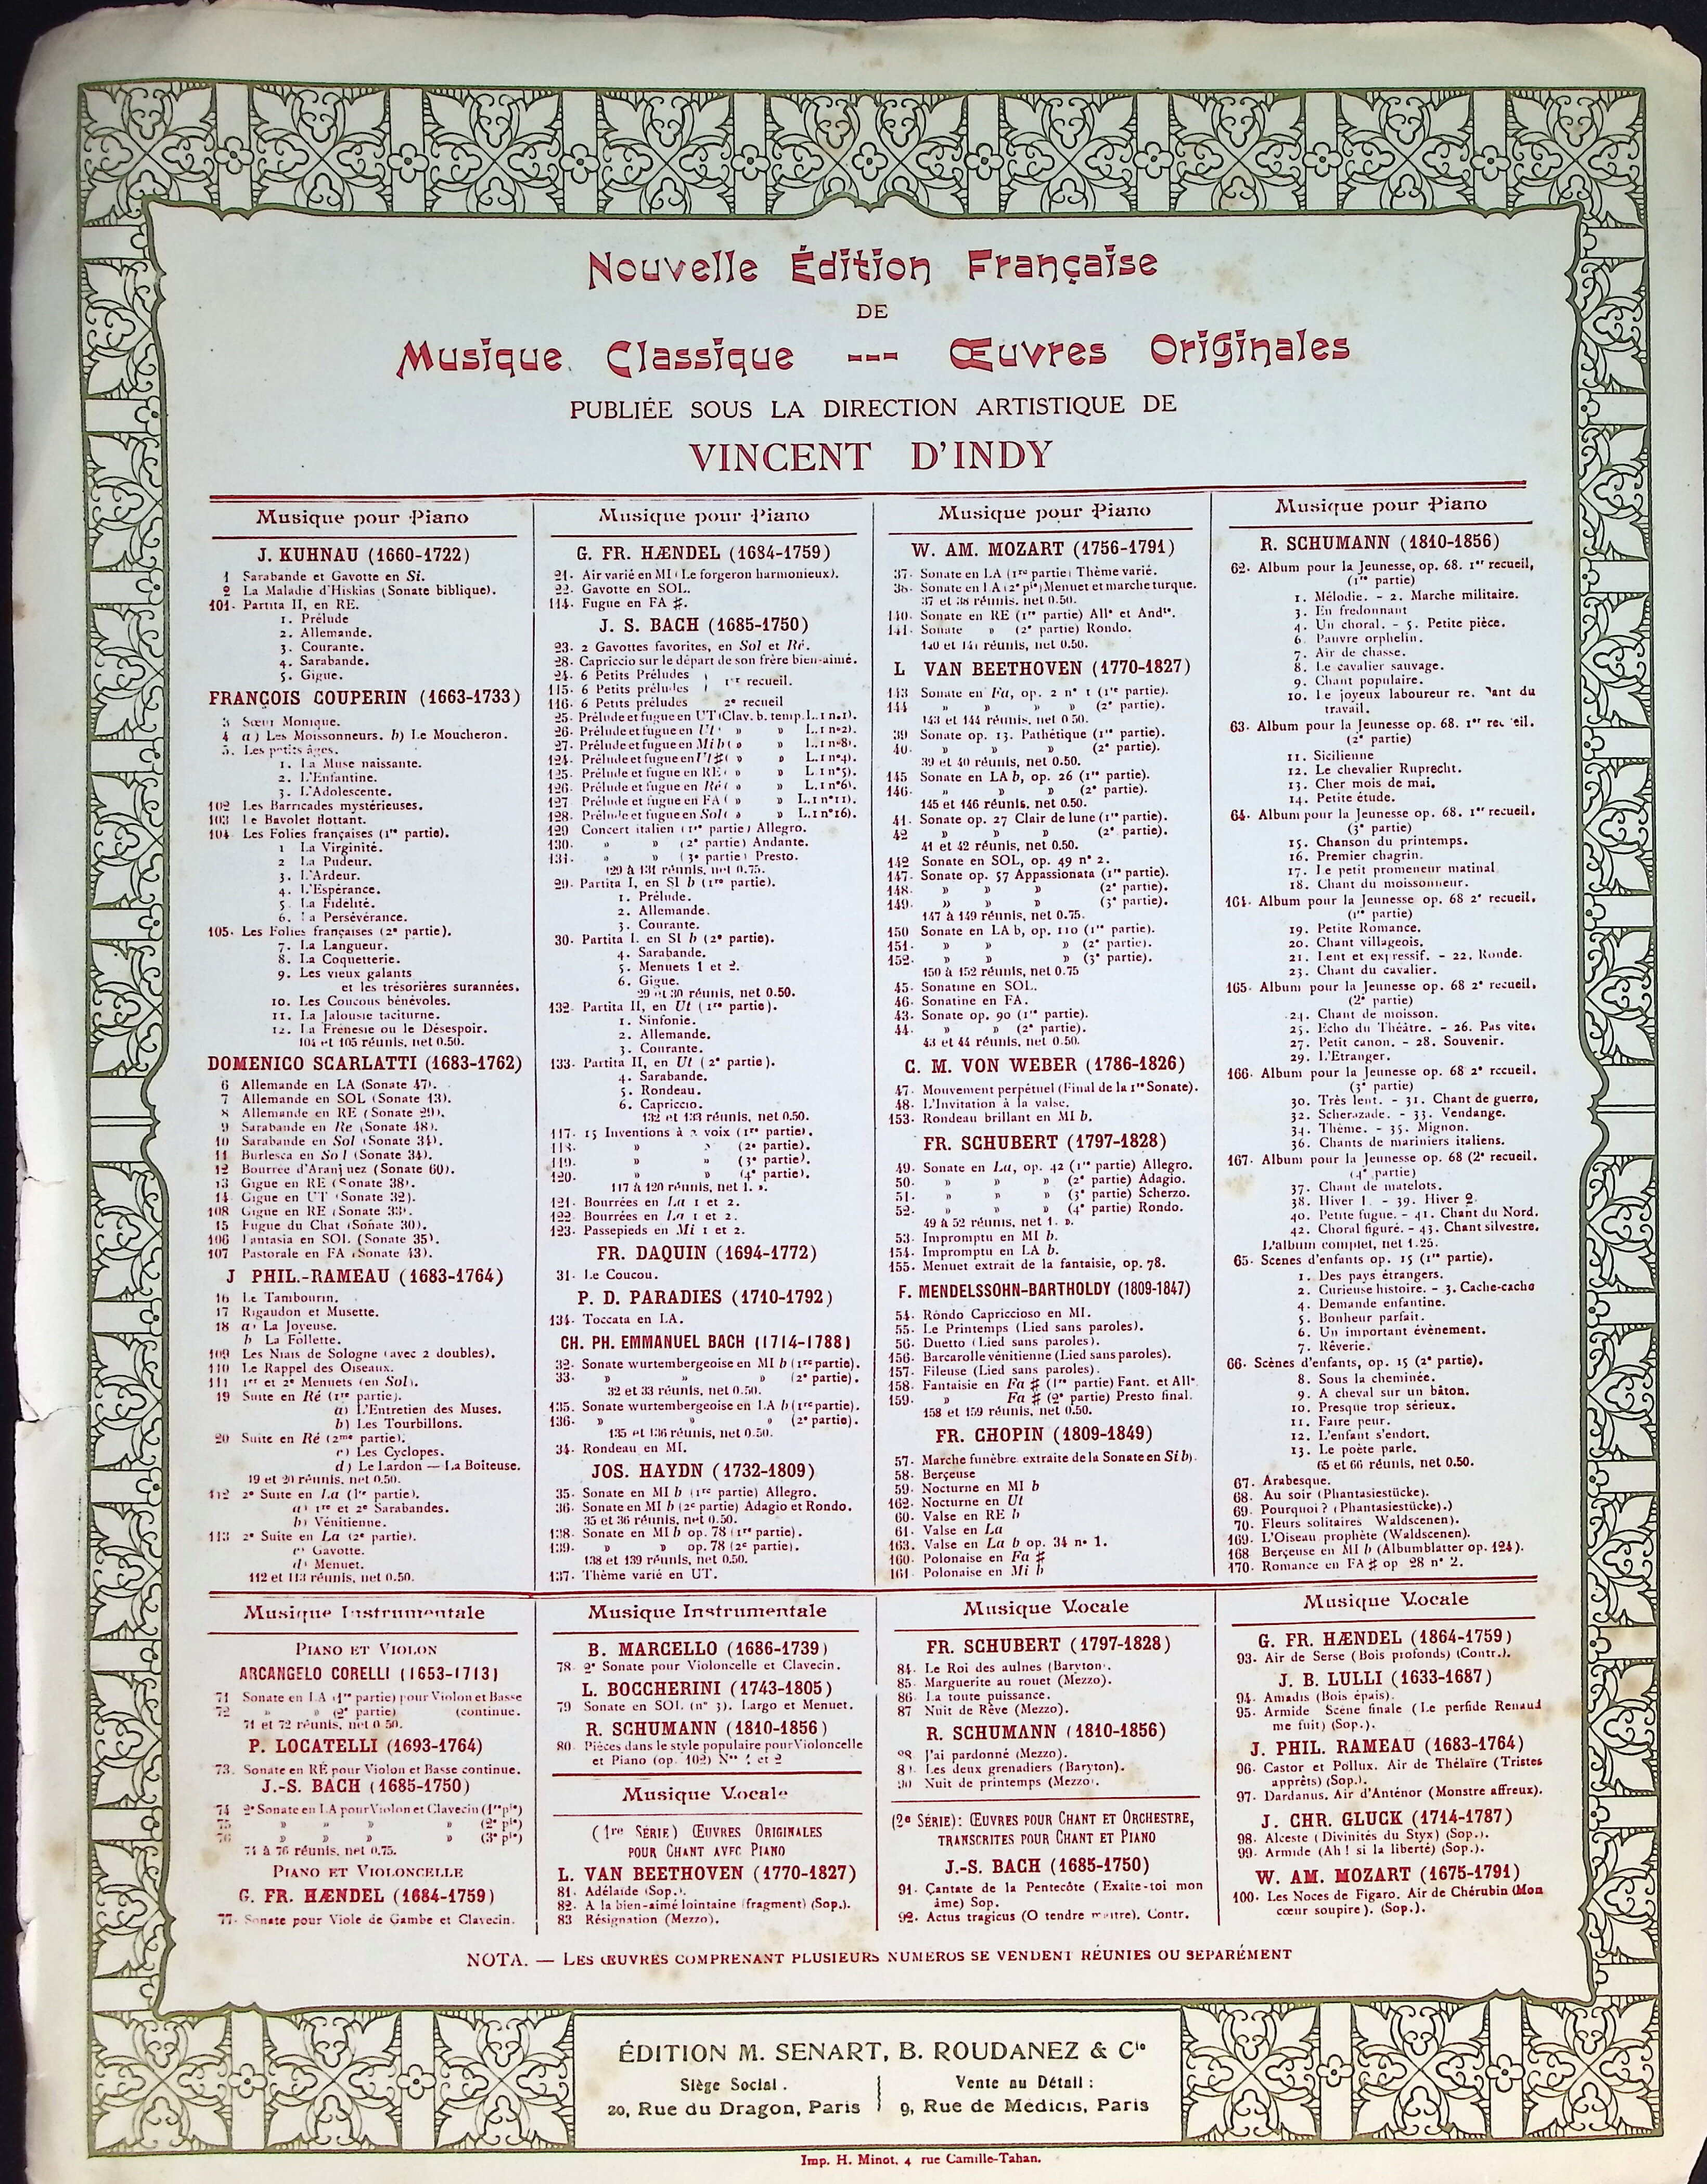 Nouvelle Édition Française
DE
Musique Classique --- Œuvres Originales
PUBLIÉE SOUS LA DIRECTION ARTISTIQUE DE
VINCENT D'INDY
Musique pour Piano
J. KUHNAU (1660-1722)
1 Sarabande et Gavotte en Si.
2 La Maladie d'Hiskias (Sonate biblique).
101. Partita II, en RE.
1. Prélude
2. Allemande.
3. Courante.
4. Sarabande.
5. Gigue.
FRANÇOIS COUPERIN (1663-1733)
3 Sœur Monique.
4 a) Les Moissonneurs. b) Le Moucheron.
5. Les petits âges.
1. La Muse naissante.
2. L'Enfantine.
3. L'Adolescente.
102 Les Barricades mystérieuses.
103 Le Bavolet flottant.
104 Les Folies françaises (1re partie).
1 La Virginité.
2 La Pudeur.
3. L'Ardeur.
4. L'Espérance.
5. La Fidélité.
6. La Persévérance.
105. Les Folies françaises (2e partie).
7. La Langueur.
8. La Coquetterie.
9. Les vieux galants
et les trésorières surannées.
10. Les Coucous bénévoles.
11. La Jalousie taciturne.
12. La Frénésie ou le Désespoir.
104 et 105 réunis, net 0.50.
DOMENICO SCARLATTI (1683-1762)
6 Allemande en LA (Sonate 47).
7 Allemande en SOL (Sonate 13).
8 Allemande en RE (Sonate 29).
9 Sarabande en Re (Sonate 48).
10 Sarabande en Sol (Sonate 34).
11 Burlesca en Sol (Sonate 34).
12 Bourrée d'Aranjuez (Sonate 60).
13 Gigue en RE (Sonate 38).
14 Gigue en UT (Sonate 32).
108 Gigue en RE (Sonate 33).
15 Fugue du Chat (Sonate 30).
106 Fantasia en SOL (Sonate 35).
107 Pastorale en FA (Sonate 43).
J PHIL.-RAMEAU (1683-1764)
16 Le Tambourin.
17 Rigaudon et Musette.
18 a) La Joyeuse.
b La Follette.
109 Les Niais de Sologne (avec 2 doubles).
110 Le Rappel des Oiseaux.
111 1er et 2e Menuets (en Sol).
19 Suite en Ré (1re partie).
a) L'Entretien des Muses.
b) Les Tourbillons.
20 Suite en Ré (2me partie).
c) Les Cyclopes.
d) Le Lardon — La Boiteuse.
19 et 20 réunis, net 0.50.
112 2e Suite en La (1re partie).
a) 1re et 2e Sarabandes.
b) Vénitienne.
113 2e Suite en La (2e partie).
c) Gavotte.
d) Menuet.
112 et 113 réunis, net 0.50.
Musique pour Piano
G. FR. HÆNDEL (1684-1759)
21. Air varié en MI (Le forgeron harmonieux).
22. Gavotte en SOL.
114. Fugue en FA ♯.
J. S. BACH (1685-1750)
23. 2 Gavottes favorites, en Sol et Ré.
28. Capriccio sur le départ de son frère bien-aimé.
24. 6 Petits Préludes
115. 6 Petits préludes } 1er recueil.
116. 6 Petits préludes 2e recueil
25. Prélude et fugue en UT (Clav. b. temp. L. 1 n. 1).
26. Prélude et fugue en Ut » » L. 1 n° 2).
27. Prélude et fugue en Mi b ( » » L. 1 n° 8).
124. Prélude et fugue en Ut ♯ ( » » L. 1 n° 4).
125. Prélude et fugue en RE ( » » L. 1 n° 5).
126. Prélude et fugue en Ré ( » » L. 1 n° 6).
127 Prélude et fugue en FA ( » » L. 1 n° 11).
128. Prélude et fugue en Sol ( » » L. 1 n° 16).
129 Concert italien (1re partie) Allegro.
130. » » (2e partie) Andante.
131. » » (3e partie) Presto.
129 à 131 réunis, net 0.75.
29. Partita I, en SI b (1re partie).
1. Prélude.
2. Allemande.
3. Courante.
30. Partita I. en SI b (2e partie).
4. Sarabande.
5. Menuets 1 et 2.
6. Gigue.
29 et 30 réunis, net 0.50.
132. Partita II, en Ut (1re partie).
1. Sinfonie.
2. Allemande.
3. Courante.
133. Partita II, en Ut (2e partie).
4. Sarabande.
5. Rondeau.
6. Capriccio.
132 et 133 réunis, net 0.50.
117. 15 Inventions à 2 voix (1re partie).
118. » » (2e partie).
119. » » (3e partie).
120. » » (4e partie).
117 à 120 réunis, net 1. ».
121. Bourrées en La 1 et 2.
122. Bourrées en La 1 et 2.
123. Passepieds en Mi 1 et 2.
FR. DAQUIN (1694-1772)
31. Le Coucou.
P. D. PARADIES (1710-1792)
134. Toccata en LA.
CH. PH. EMMANUEL BACH (1714-1788)
32. Sonate wurtembergeoise en MI b (1re partie).
33. » » » (2e partie).
32 et 33 réunis, net 0.50.
135. Sonate wurtembergeoise en LA b (1re partie).
136. » » » (2e partie).
135 et 136 réunis, net 0.50.
34. Rondeau en MI.
JOS. HAYDN (1732-1809)
35. Sonate en MI b (1re partie) Allegro.
36. Sonate en MI b (2e partie) Adagio et Rondo.
35 et 36 réunis, net 0.50.
138. Sonate en MI b op. 78 (1re partie).
139. » » op. 78 (2e partie).
138 et 139 réunis, net 0.50.
137. Thème varié en UT.
Musique pour Piano
W. AM. MOZART (1756-1791)
37. Sonate en LA (1re partie) Thème varié.
38. Sonate en LA (2e pie) Menuet et marche turque.
37 et 38 réunis, net 0.50.
140. Sonate en RE (1re partie) Allo et Andte.
141. Sonate » (2e partie) Rondo.
140 et 141 réunis, net 0.50.
L VAN BEETHOVEN (1770-1827)
143 Sonate en Fa, op. 2 n° 1 (1re partie).
144 » » » (2e partie).
143 et 144 réunis, net 0 50.
39 Sonate op. 13. Pathétique (1re partie).
40. » » » (2e partie).
39 et 40 réunis, net 0.50.
145 Sonate en LA b, op. 26 (1re partie).
146. » » » (2e partie).
145 et 146 réunis, net 0.50.
41. Sonate op. 27 Clair de lune (1re partie).
42 » » » (2e partie).
41 et 42 réunis, net 0.50.
142 Sonate en SOL, op. 49 n° 2.
147. Sonate op. 57 Appassionata (1re partie).
148. » » » (2e partie).
149. » » » (3e partie).
147 à 149 réunis, net 0.75.
150 Sonate en LA b, op. 110 (1re partie).
151. » » » (2e partie).
152. » » » (3e partie).
150 à 152 réunis, net 0.75
45. Sonatine en SOL.
46. Sonatine en FA.
43. Sonate op. 90 (1re partie).
44. » » (2e partie).
43 et 44 réunis, net 0.50.
C. M. VON WEBER (1786-1826)
47. Mouvement perpétuel (Final de la 1re Sonate).
48. L'Invitation à la valse.
153. Rondeau brillant en MI b.
FR. SCHUBERT (1797-1828)
49. Sonate en La, op. 42 (1re partie) Allegro.
50. » » » (2e partie) Adagio.
51. » » » (3e partie) Scherzo.
52. » » » (4e partie) Rondo.
49 à 52 réunis, net 1. ».
53. Impromptu en MI b.
154. Impromptu en LA b.
155. Menuet extrait de la fantaisie, op. 78.
F. MENDELSSOHN-BARTHOLDY (1809-1847)
54. Rondo Capriccioso en MI.
55. Le Printemps (Lied sans paroles).
56. Duetto (Lied sans paroles).
156. Barcarolle vénitienne (Lied sans paroles).
157. Fileuse (Lied sans paroles).
158. Fantaisie en Fa ♯ (1re partie) Fant. et Allo
159. » Fa ♯ (2e partie) Presto final.
158 et 159 réunis, net 0.50.
FR. CHOPIN (1809-1849)
57. Marche funèbre extraite de la Sonate en Si b).
58. Berçeuse
59. Nocturne en MI b
162. Nocturne en Ut
60. Valse en RE b
61. Valse en La
163. Valse en La b op. 34 n° 1.
160. Polonaise en Fa ♯
161. Polonaise en Mi b
Musique pour Piano
R. SCHUMANN (1810-1856)
62. Album pour la Jeunesse, op. 68. 1er recueil,
(1re partie)
1. Mélodie. - 2. Marche militaire.
3. En fredonnant
4. Un choral. - 5. Petite pièce.
6. Pauvre orphelin.
7. Air de chasse.
8. Le cavalier sauvage.
9. Chant populaire.
10. Le joyeux laboureur du
travail.
63. Album pour la Jeunesse op. 68. 1er recueil.
(2e partie)
11. Sicilienne
12. Le chevalier Ruprecht.
13. Cher mois de mai.
14. Petite étude.
64. Album pour la Jeunesse op. 68. 1er recueil.
(3e partie)
15. Chanson du printemps.
16. Premier chagrin.
17. Le petit promeneur matinal
18. Chant du moissonneur.
164. Album pour la Jeunesse op. 68 2e recueil.
(1re partie)
19. Petite Romance.
20. Chant villageois.
21. Lent et expressif. - 22. Ronde.
23. Chant du cavalier.
165. Album pour la Jeunesse op. 68 2e recueil.
(2e partie)
24. Chant de moisson.
25. Echo du Théâtre. - 26. Pas vite.
27. Petit canon. - 28. Souvenir.
29. L'Etranger.
166. Album pour la Jeunesse op. 68 2e recueil.
(3e partie)
30. Très lent. - 31. Chant de guerre,
32. Scherazade. - 33. Vendange.
34. Thème. - 35. Mignon.
36. Chants de mariniers italiens.
167. Album pour la Jeunesse op. 68 (2e recueil.
(4e partie)
37. Chant de matelots.
38. Hiver 1. - 39. Hiver 2.
40. Petite fugue. - 41. Chant du Nord.
42. Choral figuré. - 43. Chant silvestre.
L'album complet, net 1.25.
65. Scenes d'enfants op. 15 (1re partie).
1. Des pays étrangers.
2. Curieuse histoire. - 3. Cache-cache
4. Demande enfantine.
5. Bonheur parfait.
6. Un important évènement.
7. Rêverie.
66. Scènes d'enfants, op. 15 (2e partie).
8. Sous la cheminée.
9. A cheval sur un bâton.
10. Presque trop sérieux.
11. Faire peur.
12. L'enfant s'endort.
13. Le poète parle.
65 et 66 réunis, net 0.50.
67. Arabesque.
68. Au soir (Phantasiestücke).
69. Pourquoi ? (Phantasiestücke.)
70. Fleurs solitaires Waldscenen).
169. L'Oiseau prophète (Waldscenen).
168 Berçeuse en MI b (Albumblatter op. 124).
170. Romance en FA ♯ op 28 n° 2.
Musique Instrumentale
PIANO ET VIOLON
ARCANGELO CORELLI (1653-1713)
71 Sonate en LA (1re partie) pour Violon et Basse
72 » » (2e partie) (continue.
71 et 72 réunis, net 0 50.
P. LOCATELLI (1693-1764)
73. Sonate en RÉ pour Violon et Basse continue.
J.-S. BACH (1685-1750)
74 2e Sonate en LA pour Violon et Clavecin (1re pie)
75 » » » » (2e pie)
76 » » » » (3e pie)
74 à 76 réunis, net 0.75.
PIANO ET VIOLONCELLE
G. FR. HÆNDEL (1684-1759)
77. Sonate pour Viole de Gambe et Clavecin.
Musique Instrumentale
B. MARCELLO (1686-1739)
78. 2e Sonate pour Violoncelle et Clavecin.
L. BOCCHERINI (1743-1805)
79 Sonate en SOL (n° 3). Largo et Menuet.
R. SCHUMANN (1810-1856)
80. Pièces dans le style populaire pour Violoncelle
et Piano (op. 102) Nos 1 et 2
Musique Vocale
(1re SÉRIE) ŒUVRES ORIGINALES
POUR CHANT AVEC PIANO
L. VAN BEETHOVEN (1770-1827)
81. Adélaïde (Sop.).
82. A la bien-aimé lointaine (fragment) (Sop.).
83 Résignation (Mezzo).
Musique Vocale
FR. SCHUBERT (1797-1828)
84. Le Roi des aulnes (Baryton).
85. Marguerite au rouet (Mezzo).
86. La toute puissance.
87 Nuit de Rêve (Mezzo).
R. SCHUMANN (1810-1856)
88 J'ai pardonné (Mezzo).
89. Les deux grenadiers (Baryton).
90 Nuit de printemps (Mezzo).
(2e SÉRIE): ŒUVRES POUR CHANT ET ORCHESTRE,
TRANSCRITES POUR CHANT ET PIANO
J.-S. BACH (1685-1750)
91. Cantate de la Pentecôte (Exalte-toi mon
âme) Sop.
92. Actus tragicus (O tendre maître). Contr.
Musique Vocale
G. FR. HÆNDEL (1864-1759)
93. Air de Serse (Bois profonds) (Contr.).
J. B. LULLI (1633-1687)
94. Amadis (Bois épais).
95. Armide Scène finale (Le perfide Renaud
me fuit) (Sop.).
J. PHIL. RAMEAU (1683-1764)
96. Castor et Pollux. Air de Thélaïre (Tristes
apprêts) (Sop.).
97. Dardanus. Air d'Anténor (Monstre affreux).
J. CHR. GLUCK (1714-1787)
98. Alceste (Divinités du Styx) (Sop.).
99. Armide (Ah ! si la liberté) (Sop.).
W. AM. MOZART (1675-1791)
100. Les Noces de Figaro. Air de Chérubin (Mon
cœur soupire). (Sop.).
NOTA. — LES ŒUVRES COMPRENANT PLUSIEURS NUMEROS SE VENDENT RÉUNIES OU SEPARÉMENT
ÉDITION M. SENART, B. ROUDANEZ & Cie
Siège Social.
20, Rue du Dragon, Paris
Vente au Détail :
9, Rue de Médicis, Paris
Imp. H. Minot, 4 rue Camille-Tahan.